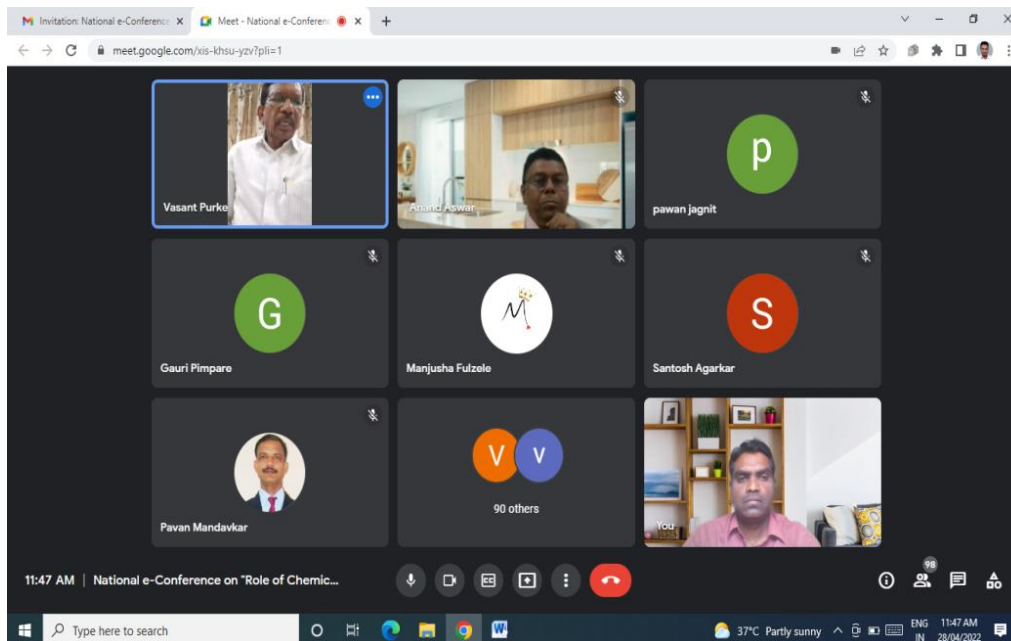 Invitation: National e-Conference
Meet - National e-Conferenc
meet.google.com/xis-khsu-yzv?pli=1
Vasant Purke
Anand Aswar
p
pawan jagnit
G
Gauri Pimpare
M
Manjusha Fulzele
S
Santosh Agarkar
Pavan Mandavkar
V v
90 others
You
11:47 AM | National e-Conference on "Role of Chemic...
CC
98
Type here to search
37°C Partly sunny
ENG
IN
11:47 AM
28/04/2022